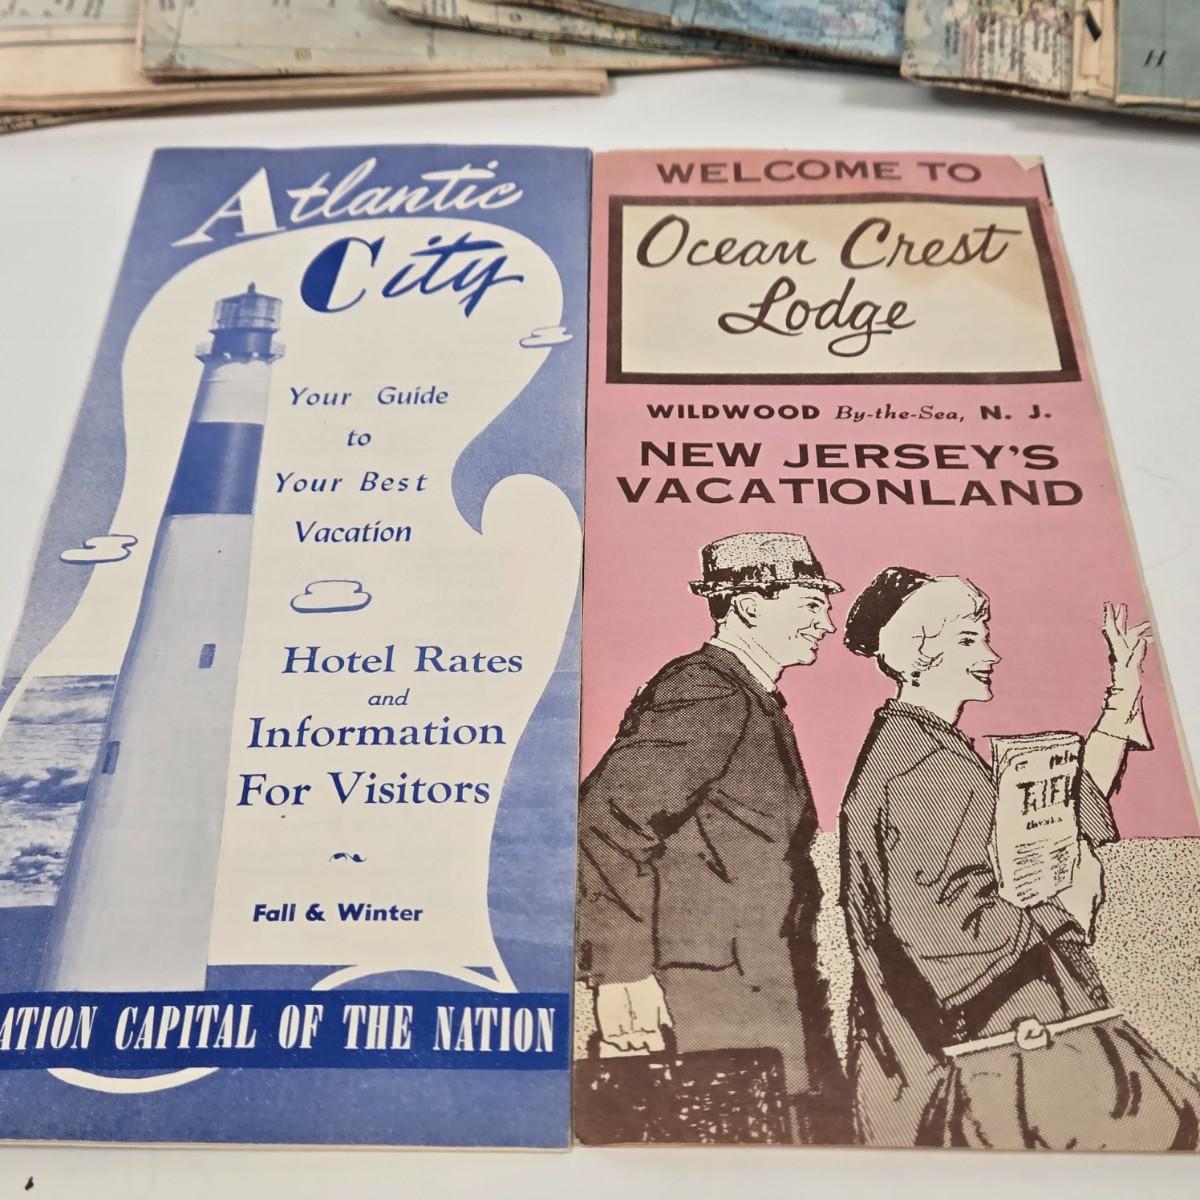 Atlantic
City
Your Guide
to
Your Best
Vacation
Hotel Rates
and
Information
For Visitors
Fall & Winter
ATION CAPITAL OF THE NATION
WELCOME TO
Ocean Crest
Lodge
WILDWOOD By-the-Sea, N. J.
NEW JERSEY'S
VACATIONLAND
H